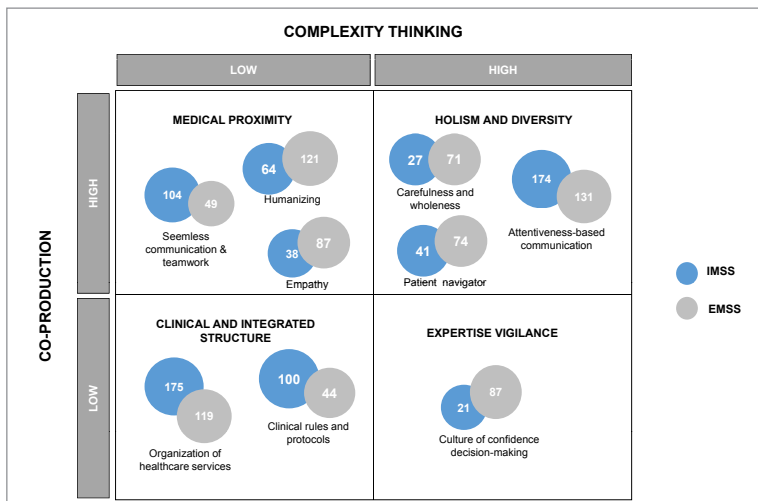 COMPLEXITY THINKING
LOW
HIGH
CO-PRODUCTION
HIGH
MEDICAL PROXIMITY
104
49
Seemless
communication &
teamwork
64
121
Humanizing
38
87
Empathy
HOLISM AND DIVERSITY
27
71
Carefulness and
wholeness
174
131
Attentiveness-based
communication
41
74
Patient navigator
IMSS
EMSS
LOW
CLINICAL AND INTEGRATED
STRUCTURE
175
119
Organization of
healthcare services
100
44
Clinical rules and
protocols
EXPERTISE VIGILANCE
21
87
Culture of confidence
decision-making